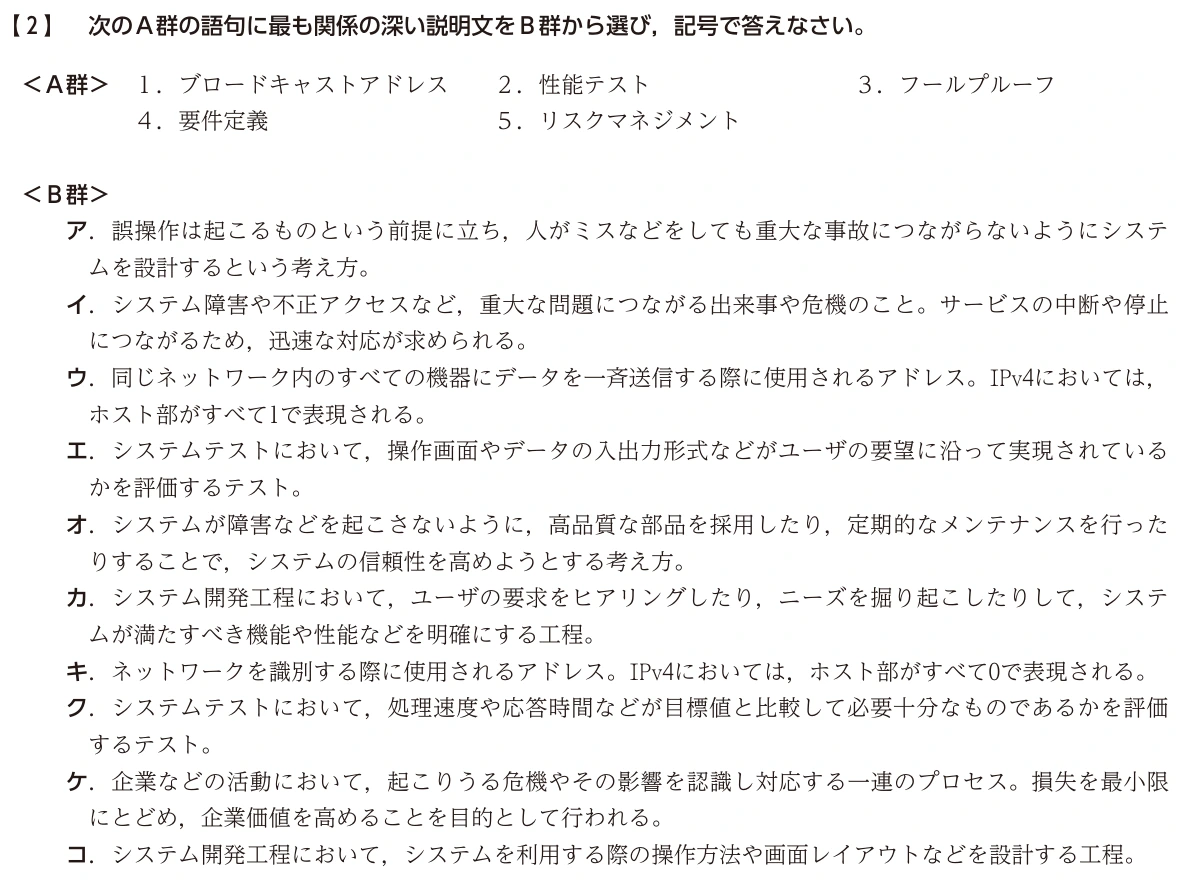 【2】 次のA群の語句に最も関係の深い説明文をB群から選び，記号で答えなさい。
＜A群＞ 1．ブロードキャストアドレス 2．性能テスト 3．フールプルーフ
4．要件定義 5．リスクマネジメント
＜B群＞
ア．誤操作は起こるものという前提に立ち，人がミスなどをしても重大な事故につながらないようにシステ
ムを設計するという考え方。
イ．システム障害や不正アクセスなど，重大な問題につながる出来事や危機のこと。サービスの中断や停止
につながるため，迅速な対応が求められる。
ウ．同じネットワーク内のすべての機器にデータを一斉送信する際に使用されるアドレス。IPv4においては，
ホスト部がすべて1で表現される。
エ．システムテストにおいて，操作画面やデータの入出力形式などがユーザの要望に沿って実現されている
かを評価するテスト。
オ．システムが障害などを起こさないように，高品質な部品を採用したり，定期的なメンテナンスを行った
りすることで，システムの信頼性を高めようとする考え方。
カ．システム開発工程において，ユーザの要求をヒアリングしたり，ニーズを掘り起こしたりして，システ
ムが満たすべき機能や性能などを明確にする工程。
キ．ネットワークを識別する際に使用されるアドレス。IPv4においては，ホスト部がすべて0で表現される。
ク．システムテストにおいて，処理速度や応答時間などが目標値と比較して必要十分なものであるかを評価
するテスト。
ケ．企業などの活動において，起こりうる危機やその影響を認識し対応する一連のプロセス。損失を最小限
にとどめ，企業価値を高めることを目的として行われる。
コ．システム開発工程において，システムを利用する際の操作方法や画面レイアウトなどを設計する工程。